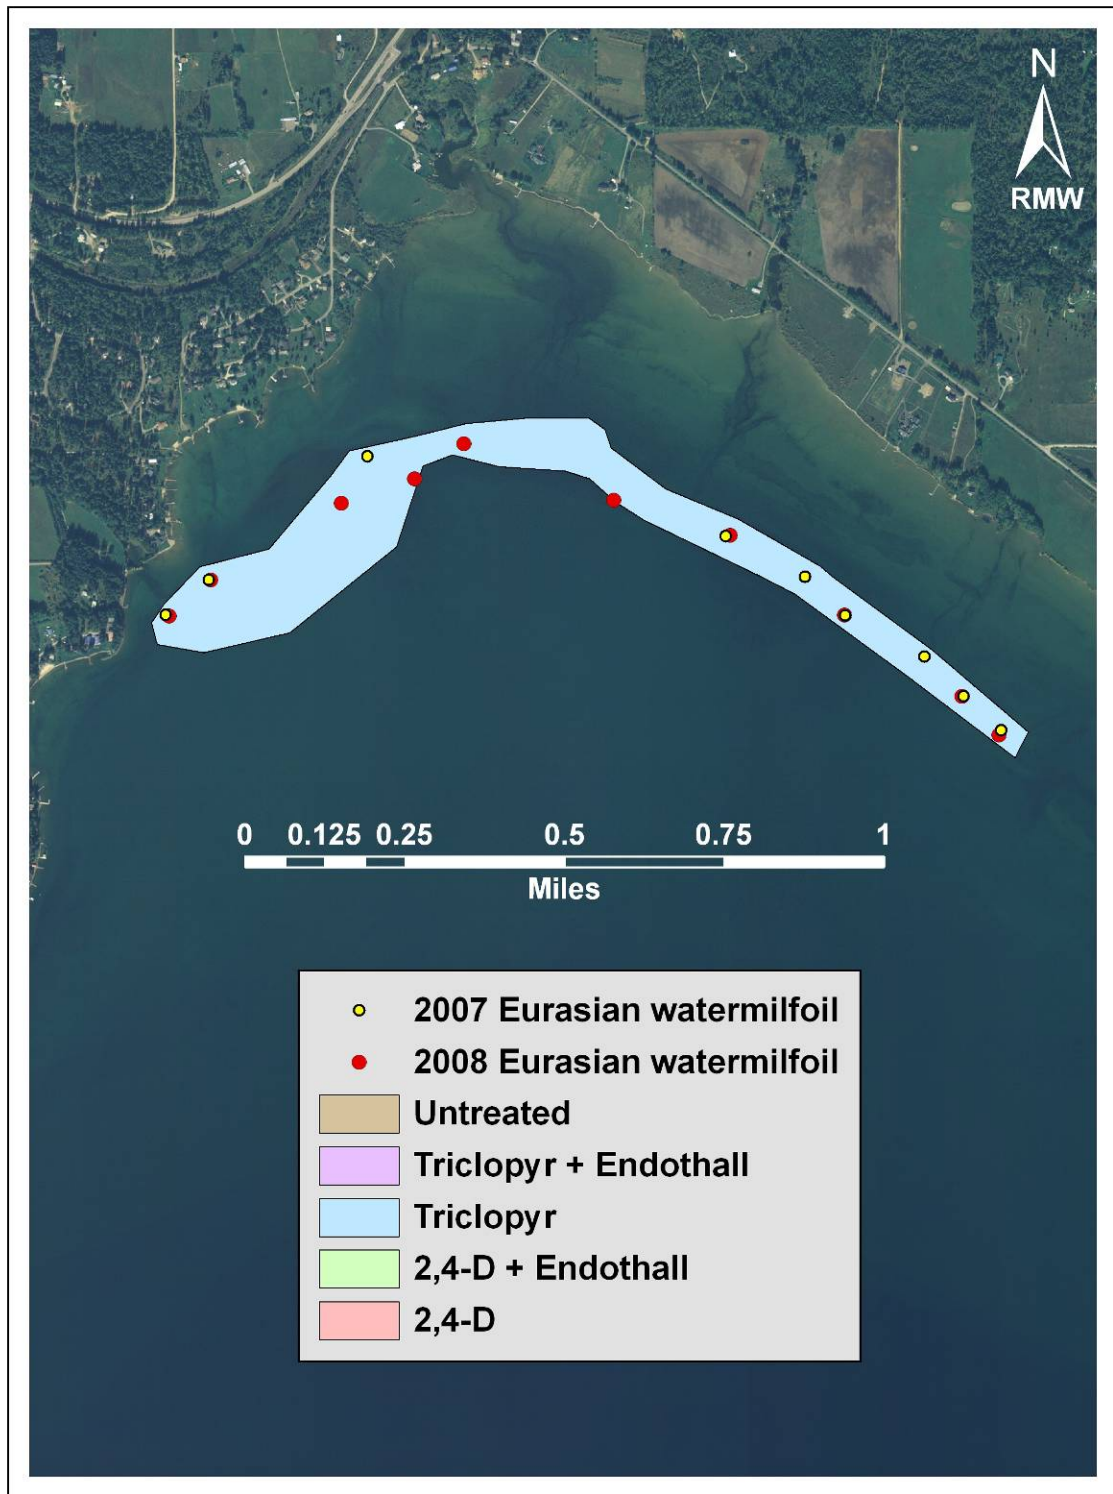 N
RMW
0 0.125 0.25 0.5 0.75 1
Miles
2007 Eurasian watermilfoil
2008 Eurasian watermilfoil
Untreated
Triclopyr + Endothall
Triclopyr
2,4-D + Endothall
2,4-D